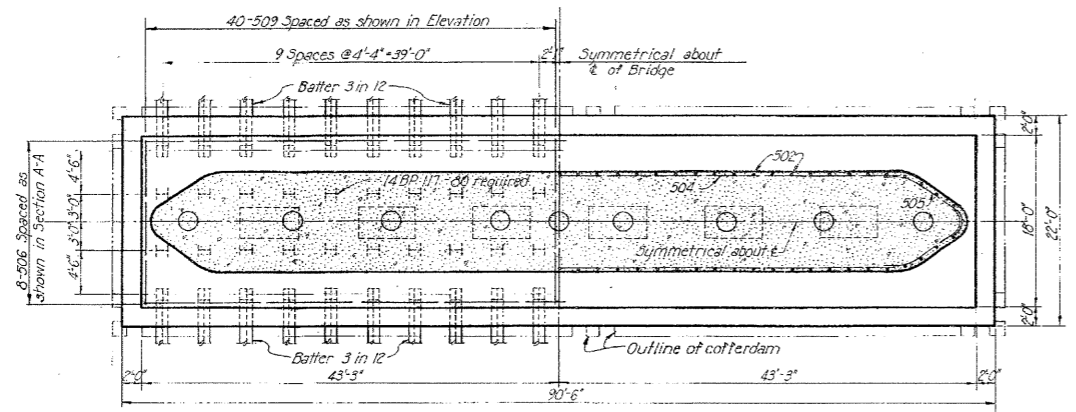 40-509 Spaced as shown in Elevation
9 Spaces @ 4'-4" = 39'-0"
Symmetrical about
℄ of Bridge
Batter 3 in 12
2'-0"
8-506 Spaced as
shown in Section A-A
4'-6"
3'-0"
3'-0"
4'-6"
14 BP 117 - 80 required
502
504
505
Symmetrical about ℄
18'-0"
22'-0"
2'-0"
Batter 3 in 12
Outline of cofferdam
2'-0"
43'-3"
43'-3"
2'-0"
90'-6"